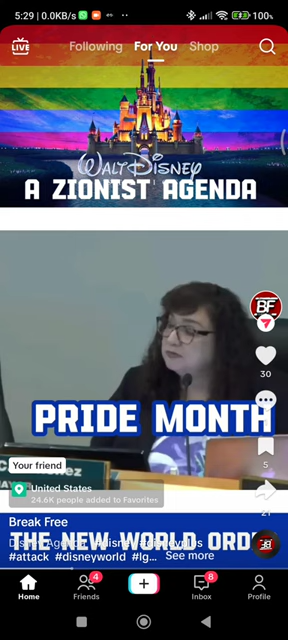 5:29 | 0.0KB/s
100%
LIVE
Following For You Shop
WALT DISNEY
A ZIONIST AGENDA
BF
30
PRIDE MONTH
Your friend
5
United States
24.6K people added to Favorites
21
Break Free
THE NEW WORLD ORD
#attack #disneyworld #lg... See more
Home
4
Friends
8
Inbox
Profile